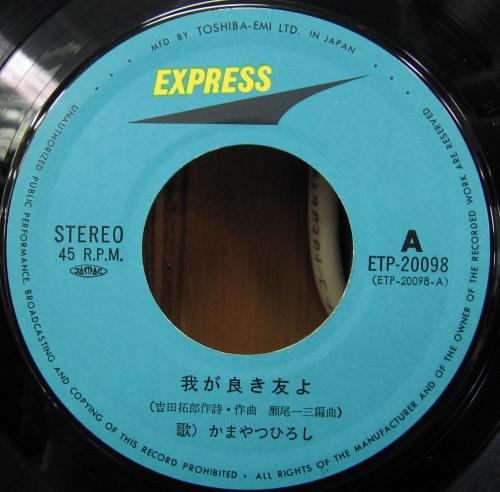 MFD. BY TOSHIBA-EMI LTD. IN JAPAN
EXPRESS
STEREO
45 R.P.M.
JASRAC
A
ETP-20098
(ETP-20098-A)
我が良き友よ
(吉田拓郎作詩・作曲 瀬尾一三編曲)
歌) かまやつひろし
UNAUTHORIZED PUBLIC PERFORMANCE, BROADCASTING AND COPYING OF THIS RECORD PROHIBITED • ALL RIGHTS OF THE MANUFACTURER AND OF THE OWNER OF THE RECORDED WORK ARE RESERVED